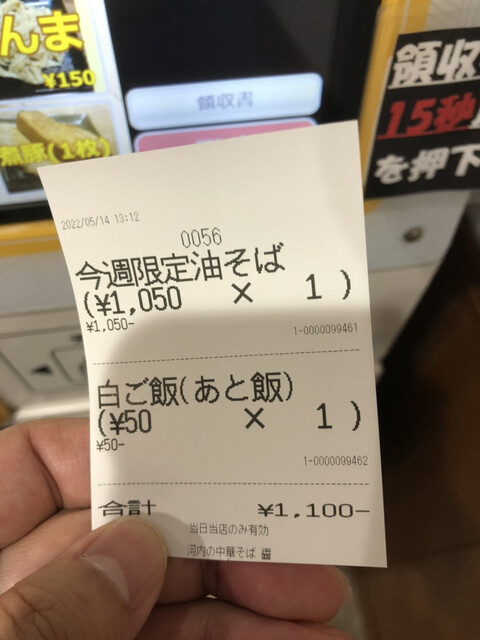 んま
¥150
煮豚(1枚)
領収書
領収
15秒
を押下
2022/05/14 13:12
0056
今週限定油そば
(¥1,050 × 1)
¥1,050-
1-0000099461
白ご飯(あと飯)
(¥50 × 1)
¥50-
1-0000099462
合計 ¥1,100-
当日当店のみ有効
河内の中華そば 醤